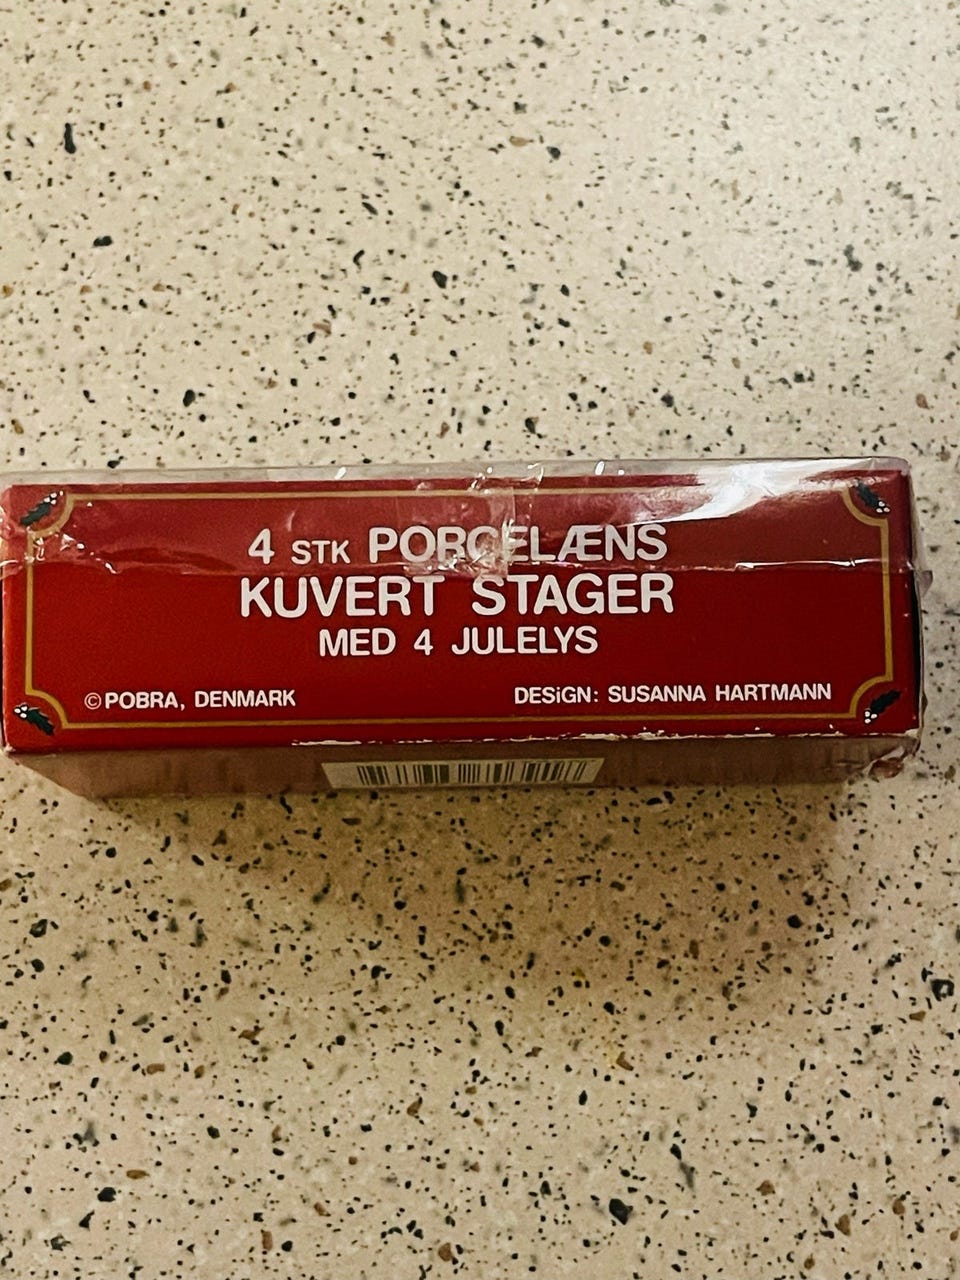 4 STK PORCELÆNS
KUVERT STAGER
MED 4 JULELYS
© POBRA, DENMARK
DESiGN: SUSANNA HARTMANN